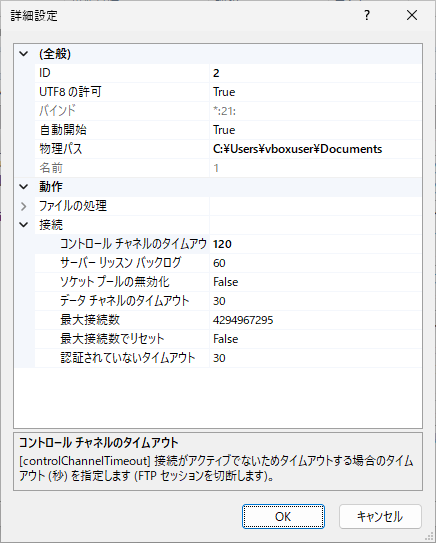 詳細設定
(全般)
ID 2
UTF8 の許可 True
バインド *:21:
自動開始 True
物理パス C:¥Users¥vboxuser¥Documents
名前 1
動作
ファイルの処理
接続
コントロール チャネルのタイムアウ 120
サーバー リッスン バックログ 60
ソケット プールの無効化 False
データ チャネルのタイムアウト 30
最大接続数 4294967295
最大接続数でリセット False
認証されていないタイムアウト 30
コントロール チャネルのタイムアウト
[controlChannelTimeout] 接続がアクティブでないためタイムアウトする場合のタイム
アウト (秒) を指定します (FTP セッションを切断します)。
OK キャンセル